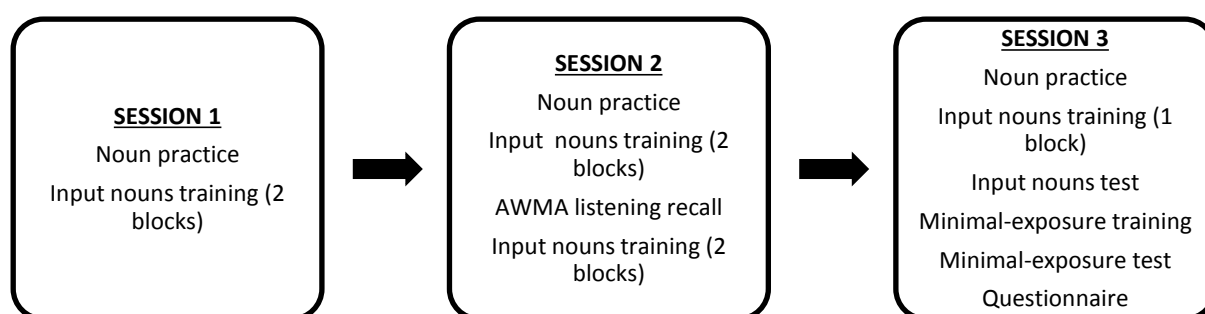 SESSION 1
Noun practice
Input nouns training (2
blocks)
SESSION 2
Noun practice
Input nouns training (2
blocks)
AWMA listening recall
Input nouns training (2
blocks)
SESSION 3
Noun practice
Input nouns training (1
block)
Input nouns test
Minimal-exposure training
Minimal-exposure test
Questionnaire